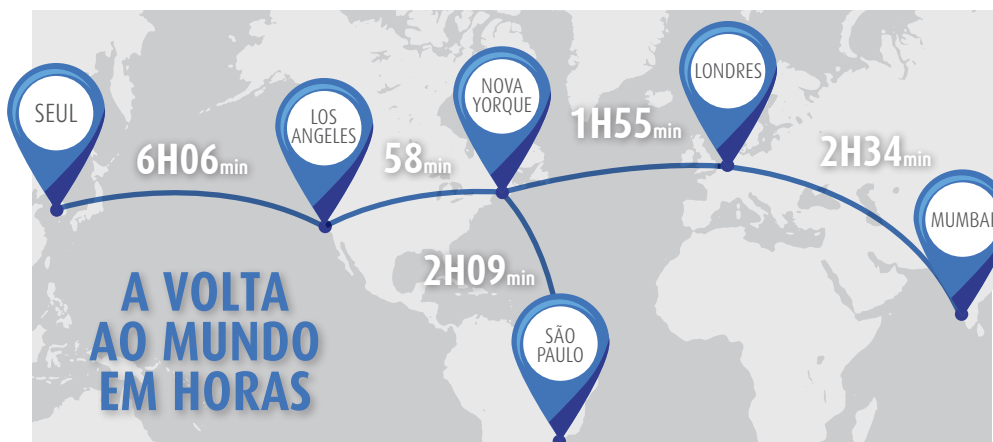 SEUL
6H06min
LOS
ANGELES
58min
NOVA
YORQUE
1H55min
LONDRES
2H34min
MUMBAI
2H09min
SÃO
PAULO
A VOLTA
AO MUNDO
EM HORAS